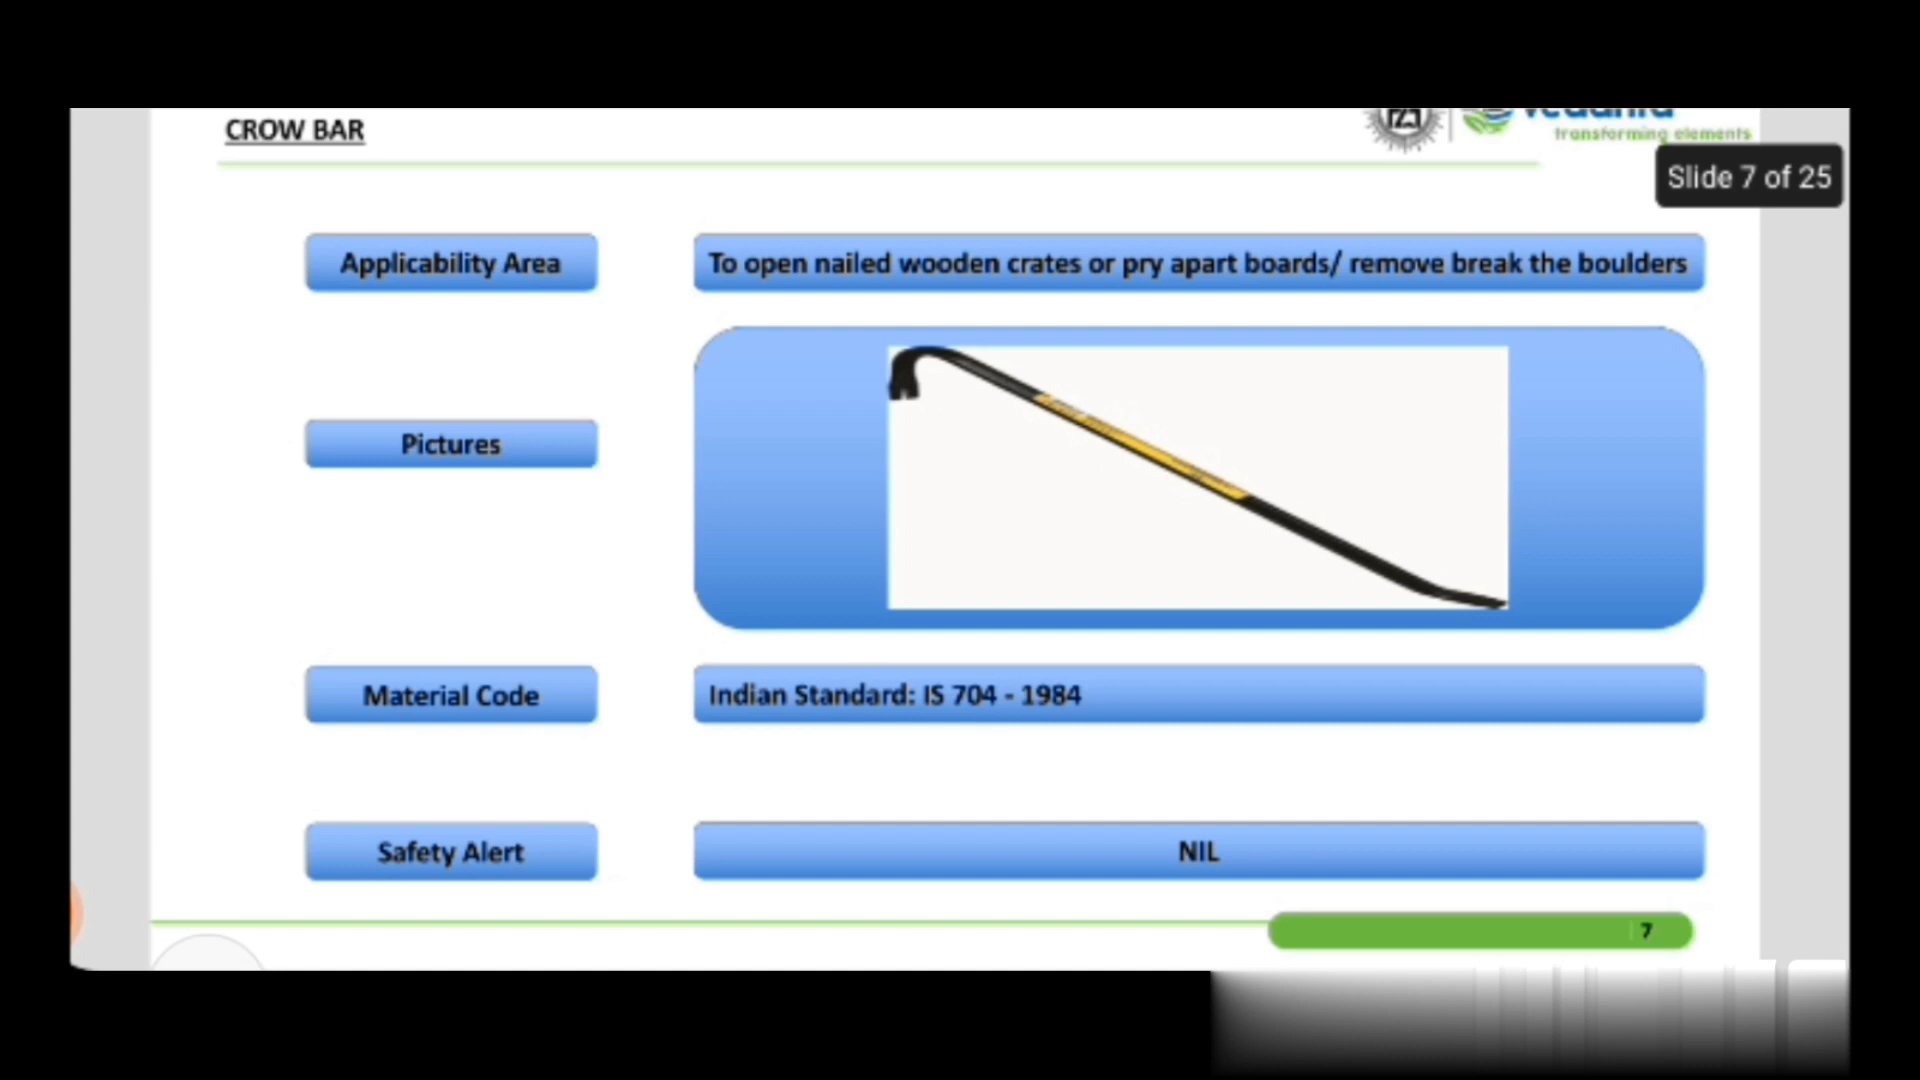 CROW BAR
transforming elements
Slide 7 of 25
Applicability Area
To open nailed wooden crates or pry apart boards/ remove break the boulders
Pictures
Material Code
Indian Standard: IS 704 - 1984
Safety Alert
NIL
7